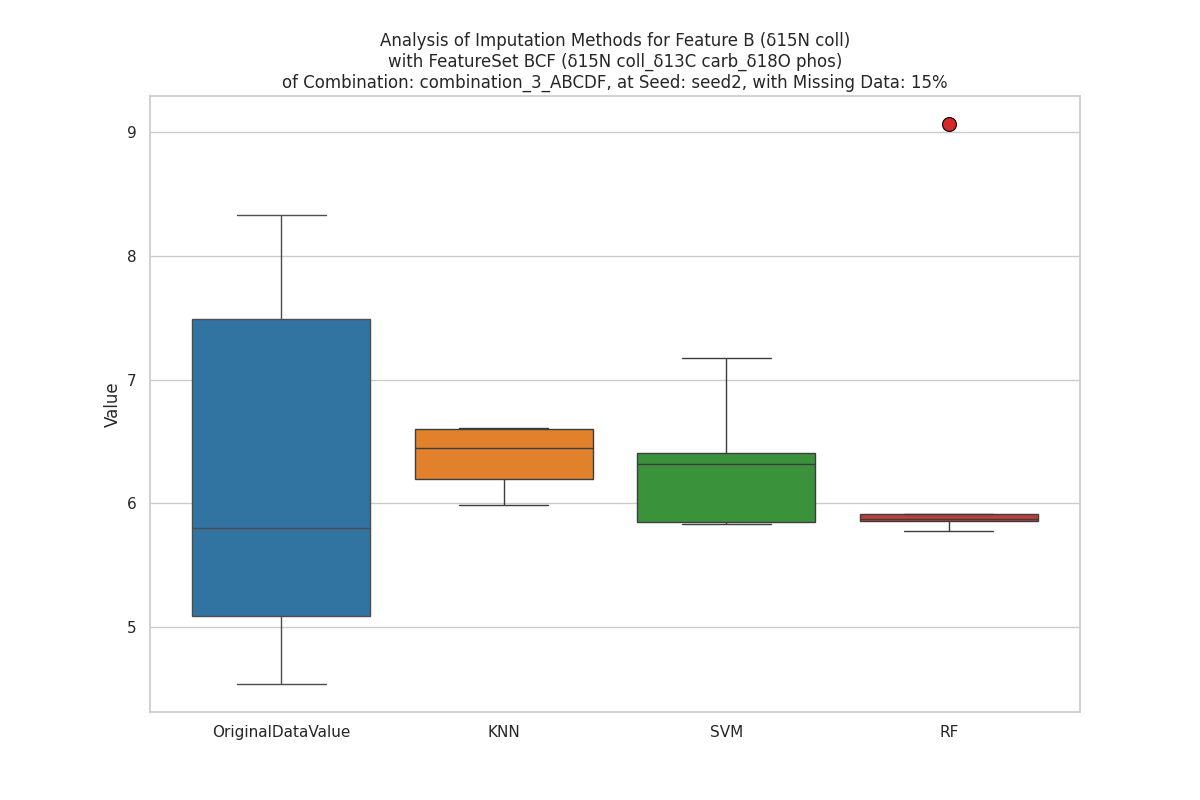 Analysis of Imputation Methods for Feature B (δ15N coll)
with FeatureSet BCF (δ15N coll_δ13C carb_δ18O phos)
of Combination: combination_3_ABCDF, at Seed: seed2, with Missing Data: 15%
9
8
7
6
5
Value
OriginalDataValue
KNN
SVM
RF